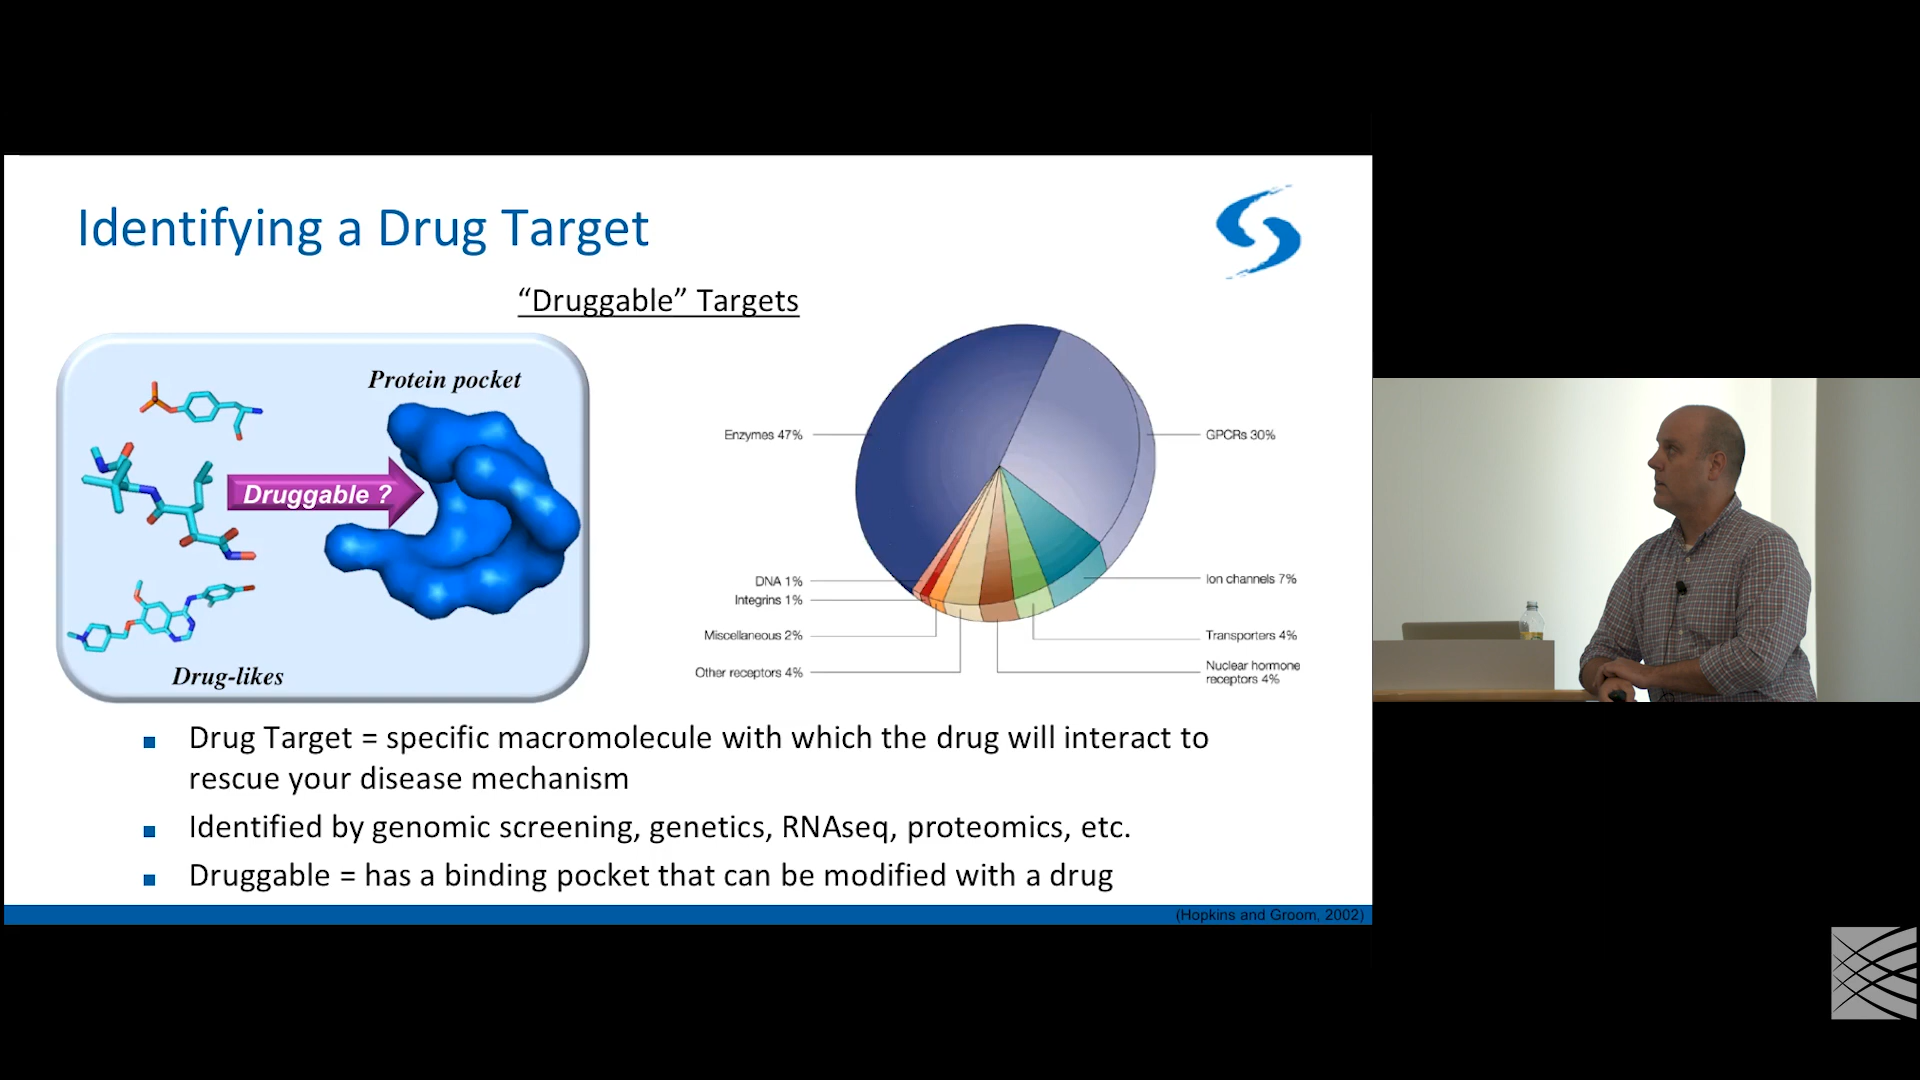 Identifying a Drug Target
“Druggable” Targets
Protein pocket
Druggable ?
Drug-likes
Enzymes 47%
GPCRs 30%
DNA 1%
Integrins 1%
Miscellaneous 2%
Other receptors 4%
Ion channels 7%
Transporters 4%
Nuclear hormone
receptors 4%
Drug Target = specific macromolecule with which the drug will interact to
rescue your disease mechanism
Identified by genomic screening, genetics, RNAseq, proteomics, etc.
Druggable = has a binding pocket that can be modified with a drug
(Hopkins and Groom, 2002)